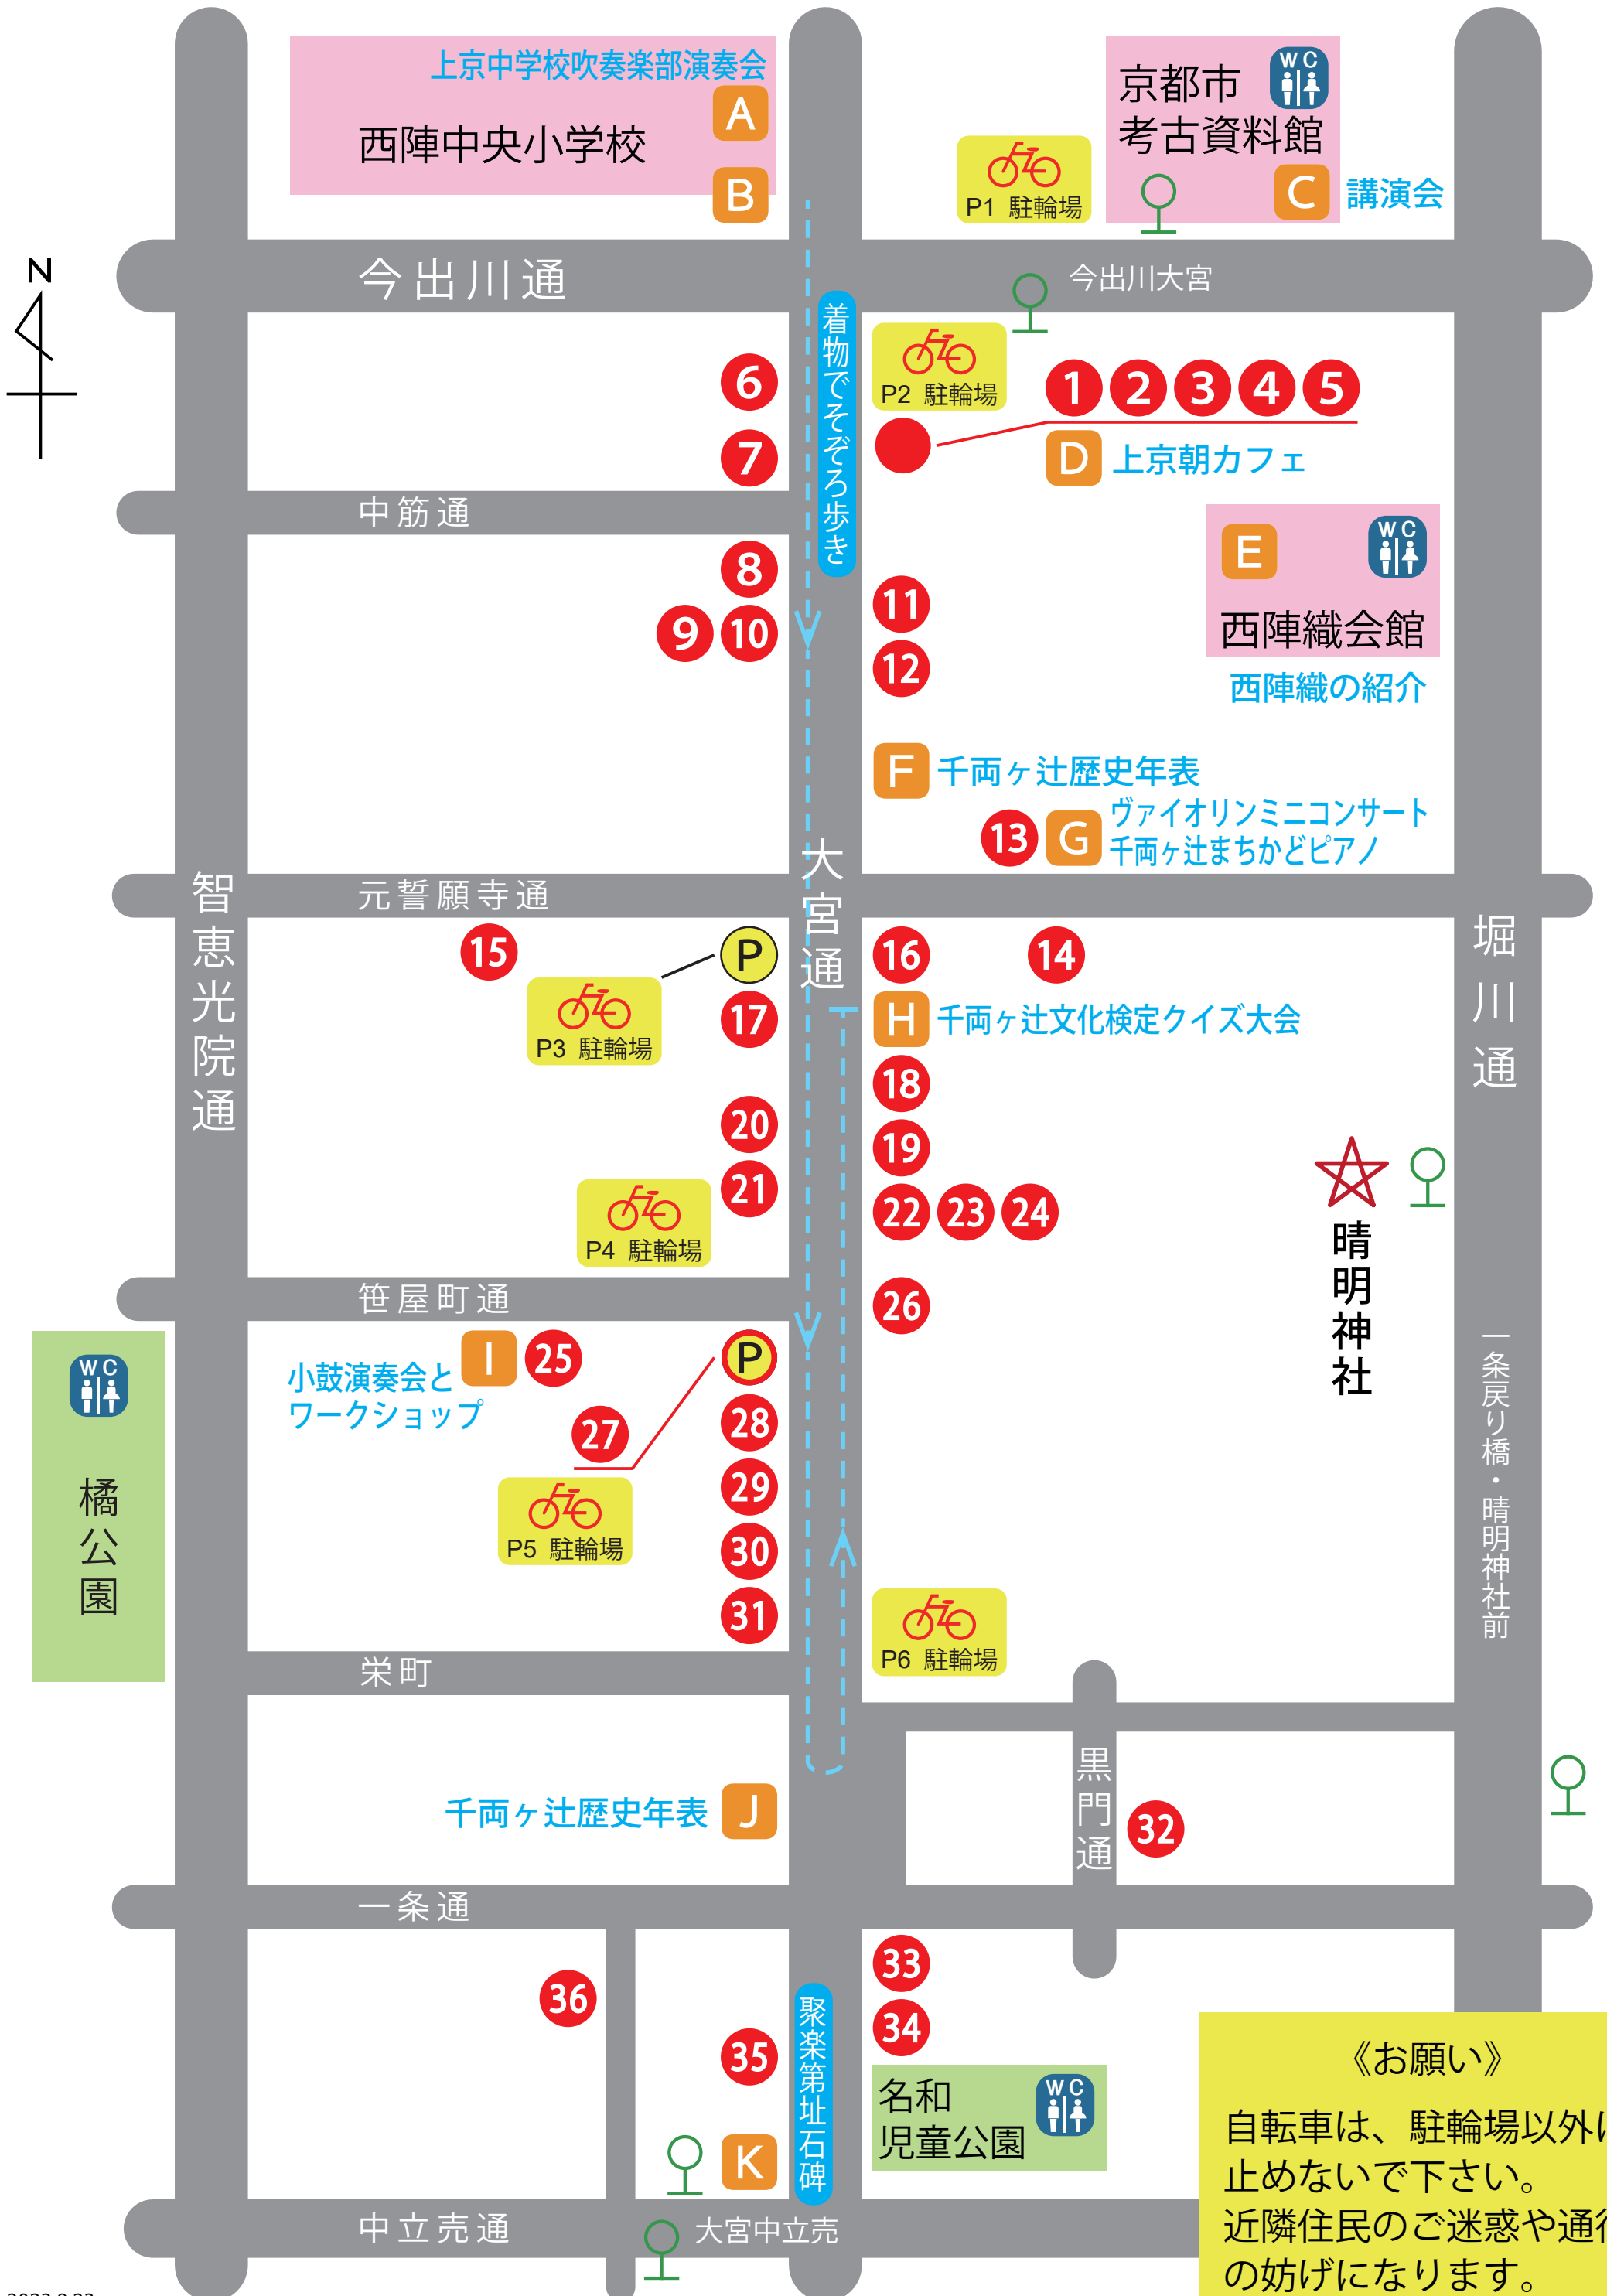 上京中学校吹奏楽部演奏会
A
西陣中央小学校
B
京都市
考古資料館
WC
C
講演会
P1 駐輪場
N
今出川通
今出川大宮
着物でそぞろ歩き
P2 駐輪場
1 2 3 4 5
D
上京朝カフェ
6
7
中筋通
8
9 10
11
12
E
WC
西陣織会館
西陣織の紹介
F
千両ヶ辻歴史年表
13
G
ヴァイオリンミニコンサート
千両ヶ辻まちかどピアノ
智恵光院通
大宮通
堀川通
元誓願寺通
15
P
16
14
P3 駐輪場
17
H
千両ヶ辻文化検定クイズ大会
18
19
20
21
22 23 24
P4 駐輪場
晴明神社
笹屋町通
26
WC
橘公園
小鼓演奏会と
ワークショップ
I
25
P
27
28
29
30
31
P5 駐輪場
一条戻り橋・晴明神社前
P6 駐輪場
栄町
黒門通
千両ヶ辻歴史年表
J
32
一条通
33
34
36
35
聚楽第址石碑
名和
児童公園
WC
K
中立売通
大宮中立売
《お願い》
自転車は、駐輪場以外
止めないで下さい。
近隣住民のご迷惑や通行
の妨げになります。